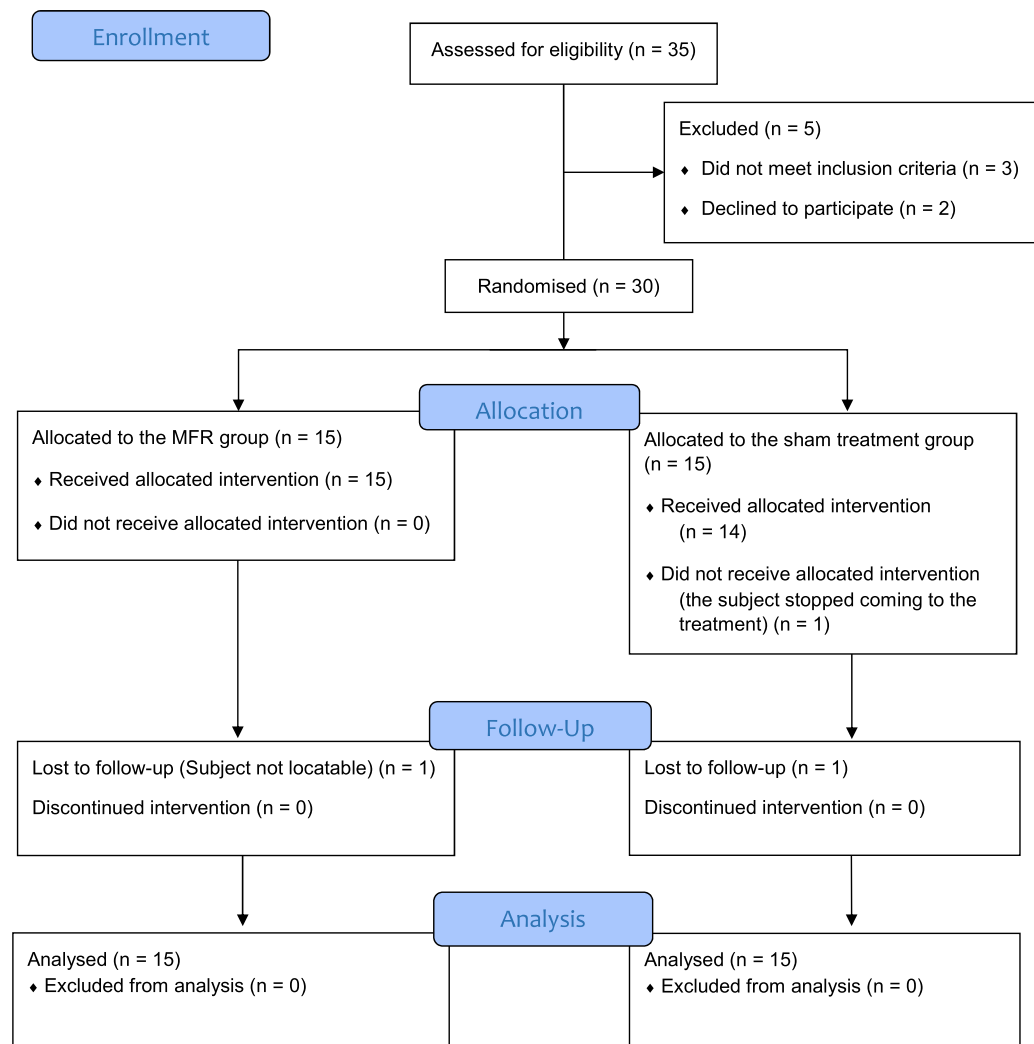 Enrollment
Assessed for eligibility (n = 35)
Excluded (n = 5)
♦ Did not meet inclusion criteria (n = 3)
♦ Declined to participate (n = 2)
Randomised (n = 30)
Allocation
Allocated to the MFR group (n = 15)
♦ Received allocated intervention (n = 15)
♦ Did not receive allocated intervention (n = 0)
Allocated to the sham treatment group
(n = 15)
♦ Received allocated intervention
(n = 14)
♦ Did not receive allocated intervention
(the subject stopped coming to the
treatment) (n = 1)
Follow-Up
Lost to follow-up (Subject not locatable) (n = 1)
Discontinued intervention (n = 0)
Lost to follow-up (n = 1)
Discontinued intervention (n = 0)
Analysis
Analysed (n = 15)
♦ Excluded from analysis (n = 0)
Analysed (n = 15)
♦ Excluded from analysis (n = 0)